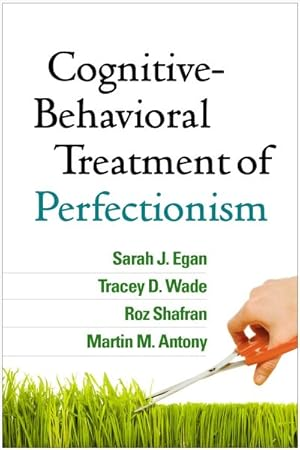 Cognitive-
Behavioral
Treatment of
Perfectionism
Sarah J. Egan
Tracey D. Wade
Roz Shafran
Martin M. Antony